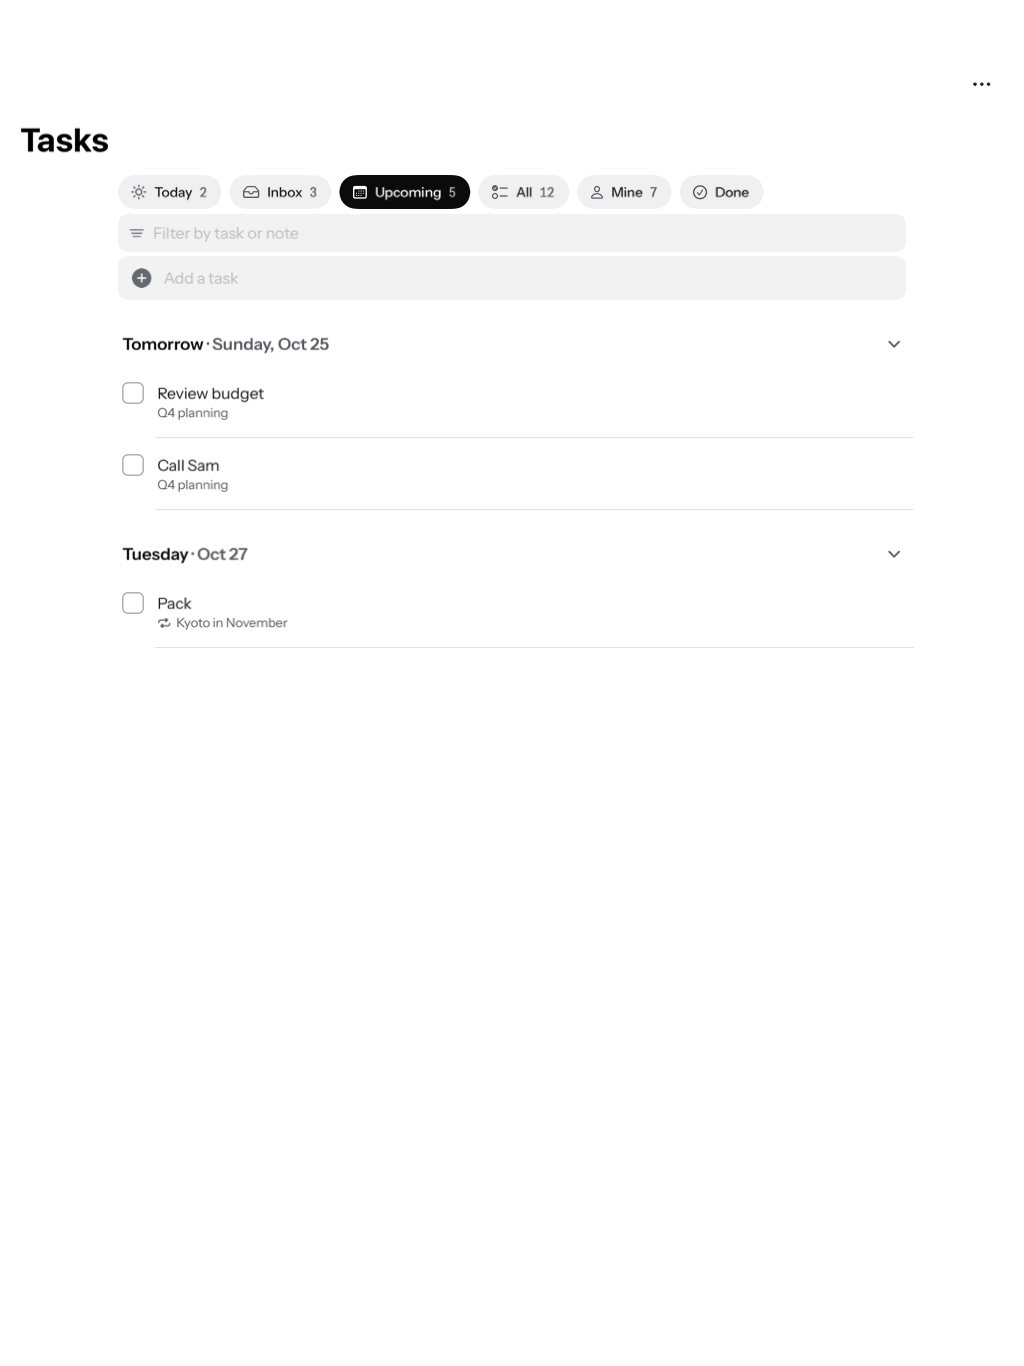 Tasks
Today 2 Inbox 3 Upcoming 5 All 12 Mine 7 Done
Filter by task or note
Add a task
Tomorrow · Sunday, Oct 25
Review budget
Q4 planning
Call Sam
Q4 planning
Tuesday · Oct 27
Pack
Kyoto in November